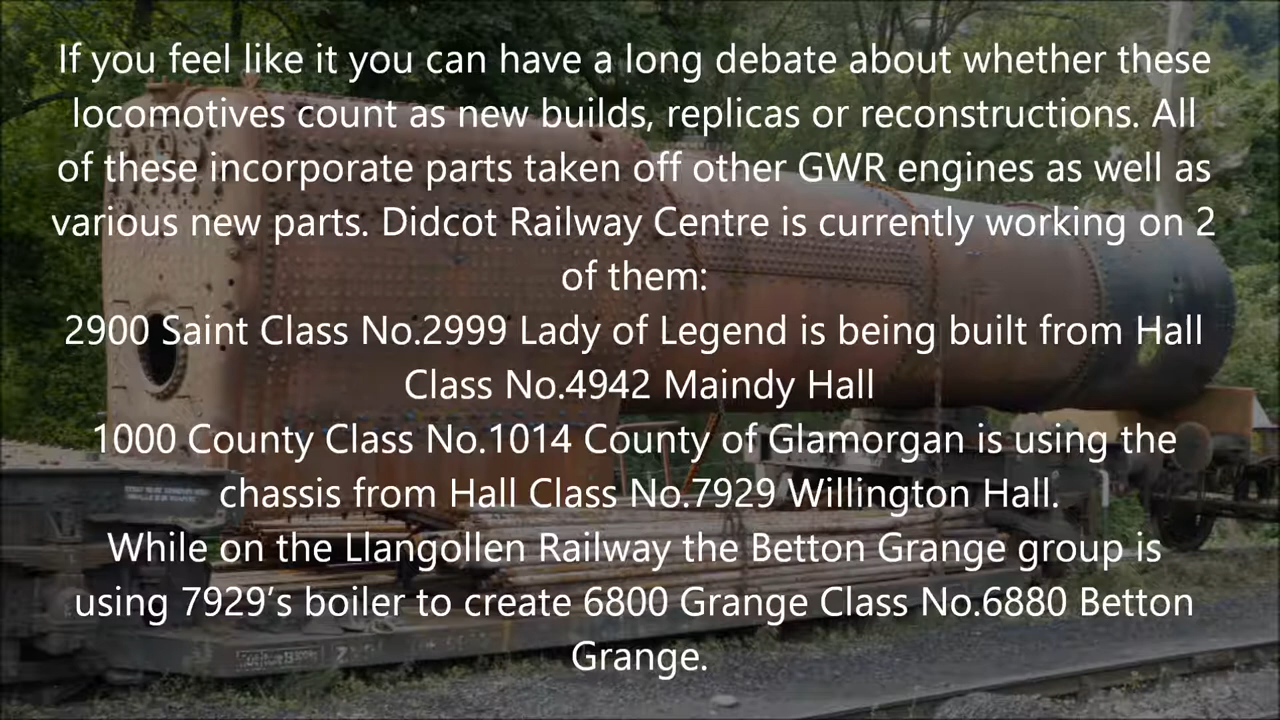 If you feel like it you can have a long debate about whether these
locomotives count as new builds, replicas or reconstructions. All
of these incorporate parts taken off other GWR engines as well as
various new parts. Didcot Railway Centre is currently working on 2
of them:
2900 Saint Class No.2999 Lady of Legend is being built from Hall
Class No.4942 Maindy Hall
1000 County Class No.1014 County of Glamorgan is using the
chassis from Hall Class No.7929 Willington Hall.
While on the Llangollen Railway the Betton Grange group is
using 7929’s boiler to create 6800 Grange Class No.6880 Betton
Grange.